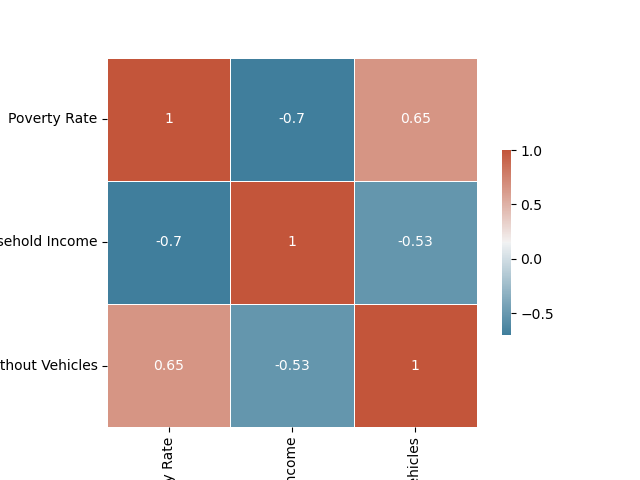 Poverty Rate
1
-0.7
0.65
1.0
0.5
sehold Income
-0.7
1
-0.53
0.0
−0.5
thout Vehicles
0.65
-0.53
1
y Rate
ncome
ehicles